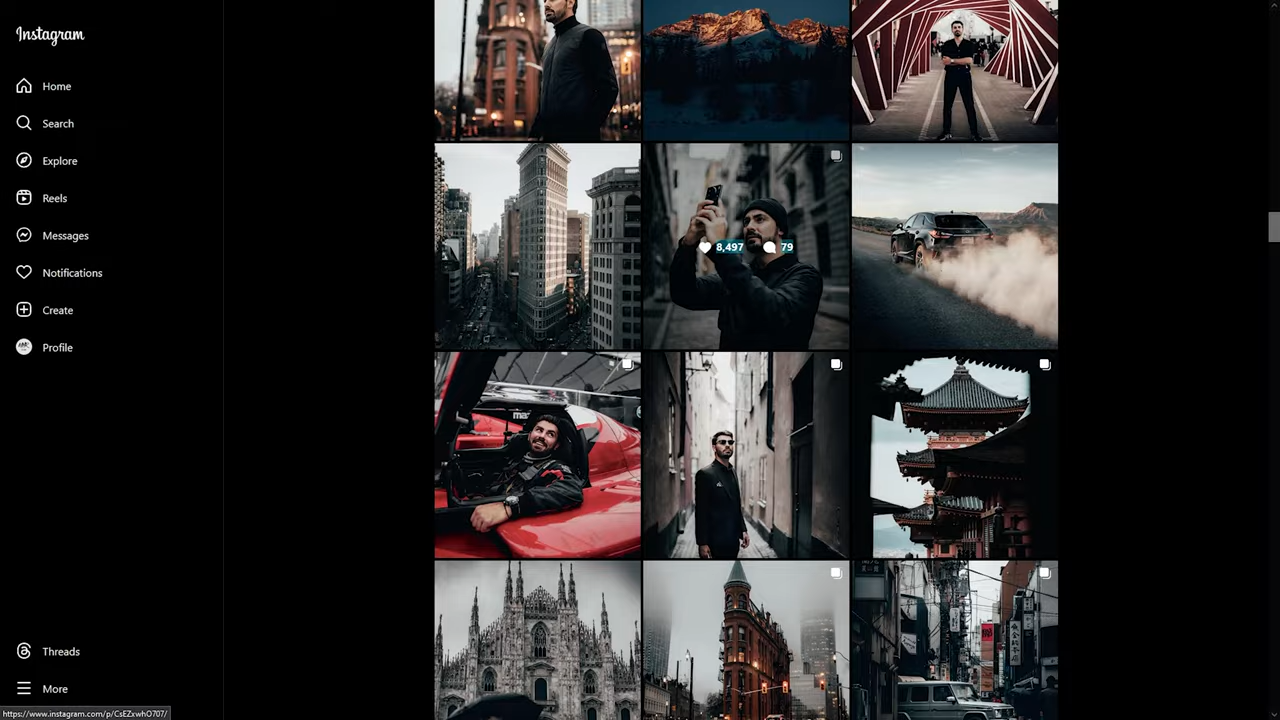 Instagram
Home
Search
Explore
Reels
Messages
Notifications
Create
Profile
8,497 79
Threads
More
https://www.instagram.com/p/CsEZxwhO707/